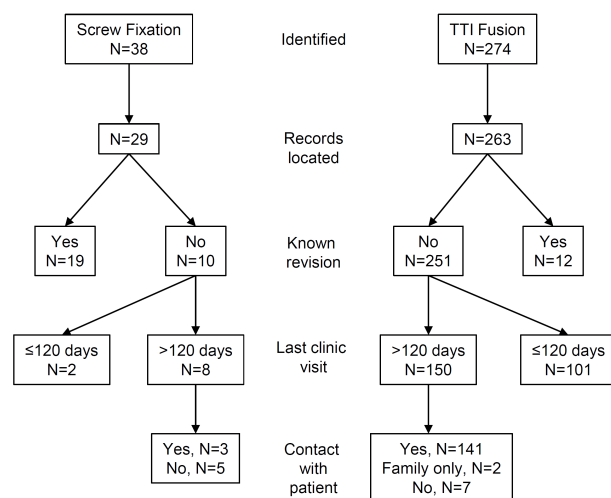 Screw Fixation
N=38
Identified
TTI Fusion
N=274
N=29
Records
located
N=263
Yes
N=19
No
N=10
Known
revision
No
N=251
Yes
N=12
≤120 days
N=2
>120 days
N=8
Last clinic
visit
>120 days
N=150
≤120 days
N=101
Yes, N=3
No, N=5
Contact
with
patient
Yes, N=141
Family only, N=2
No, N=7